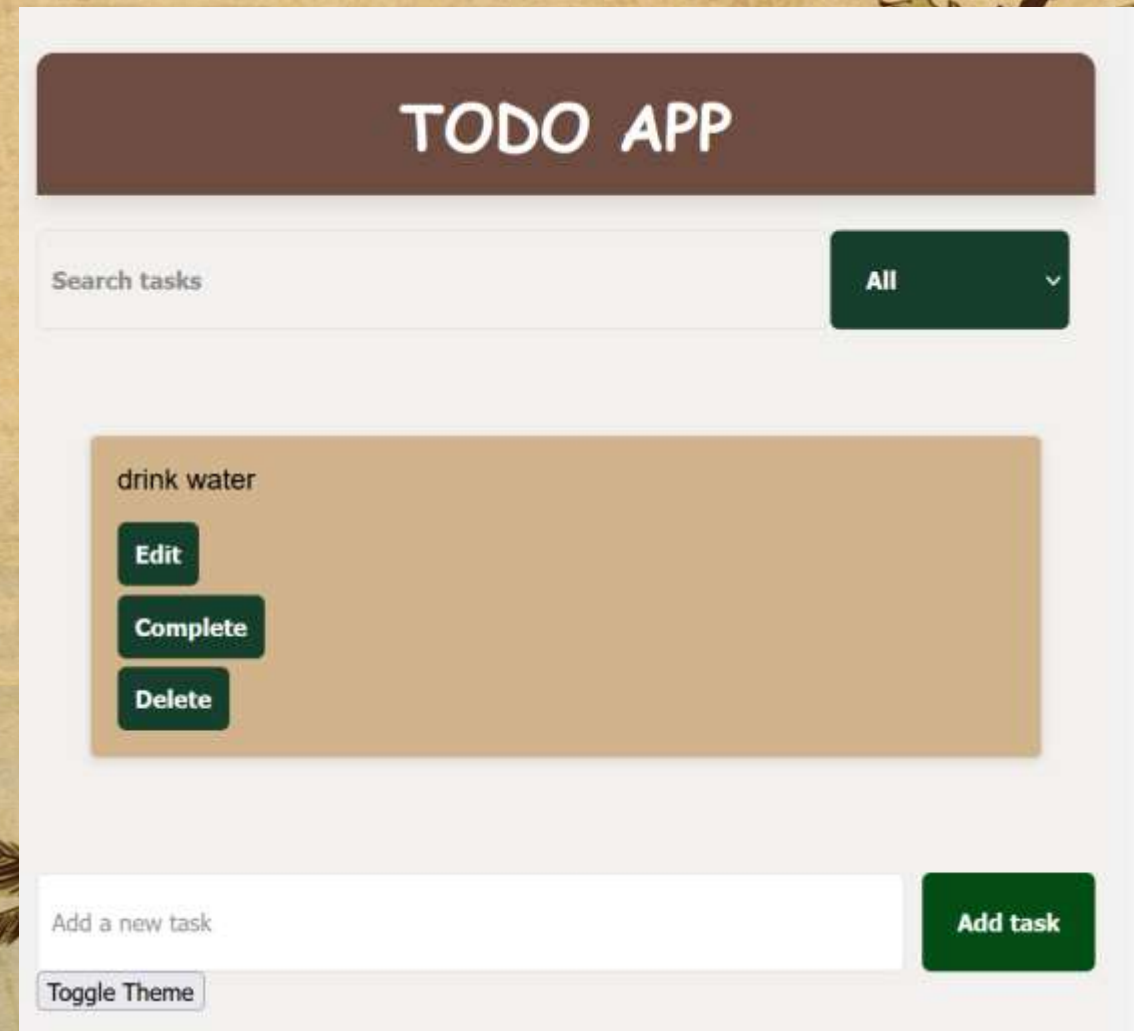 TODO APP
Search tasks All
drink water
Edit
Complete
Delete
Add a new task Add task
Toggle Theme